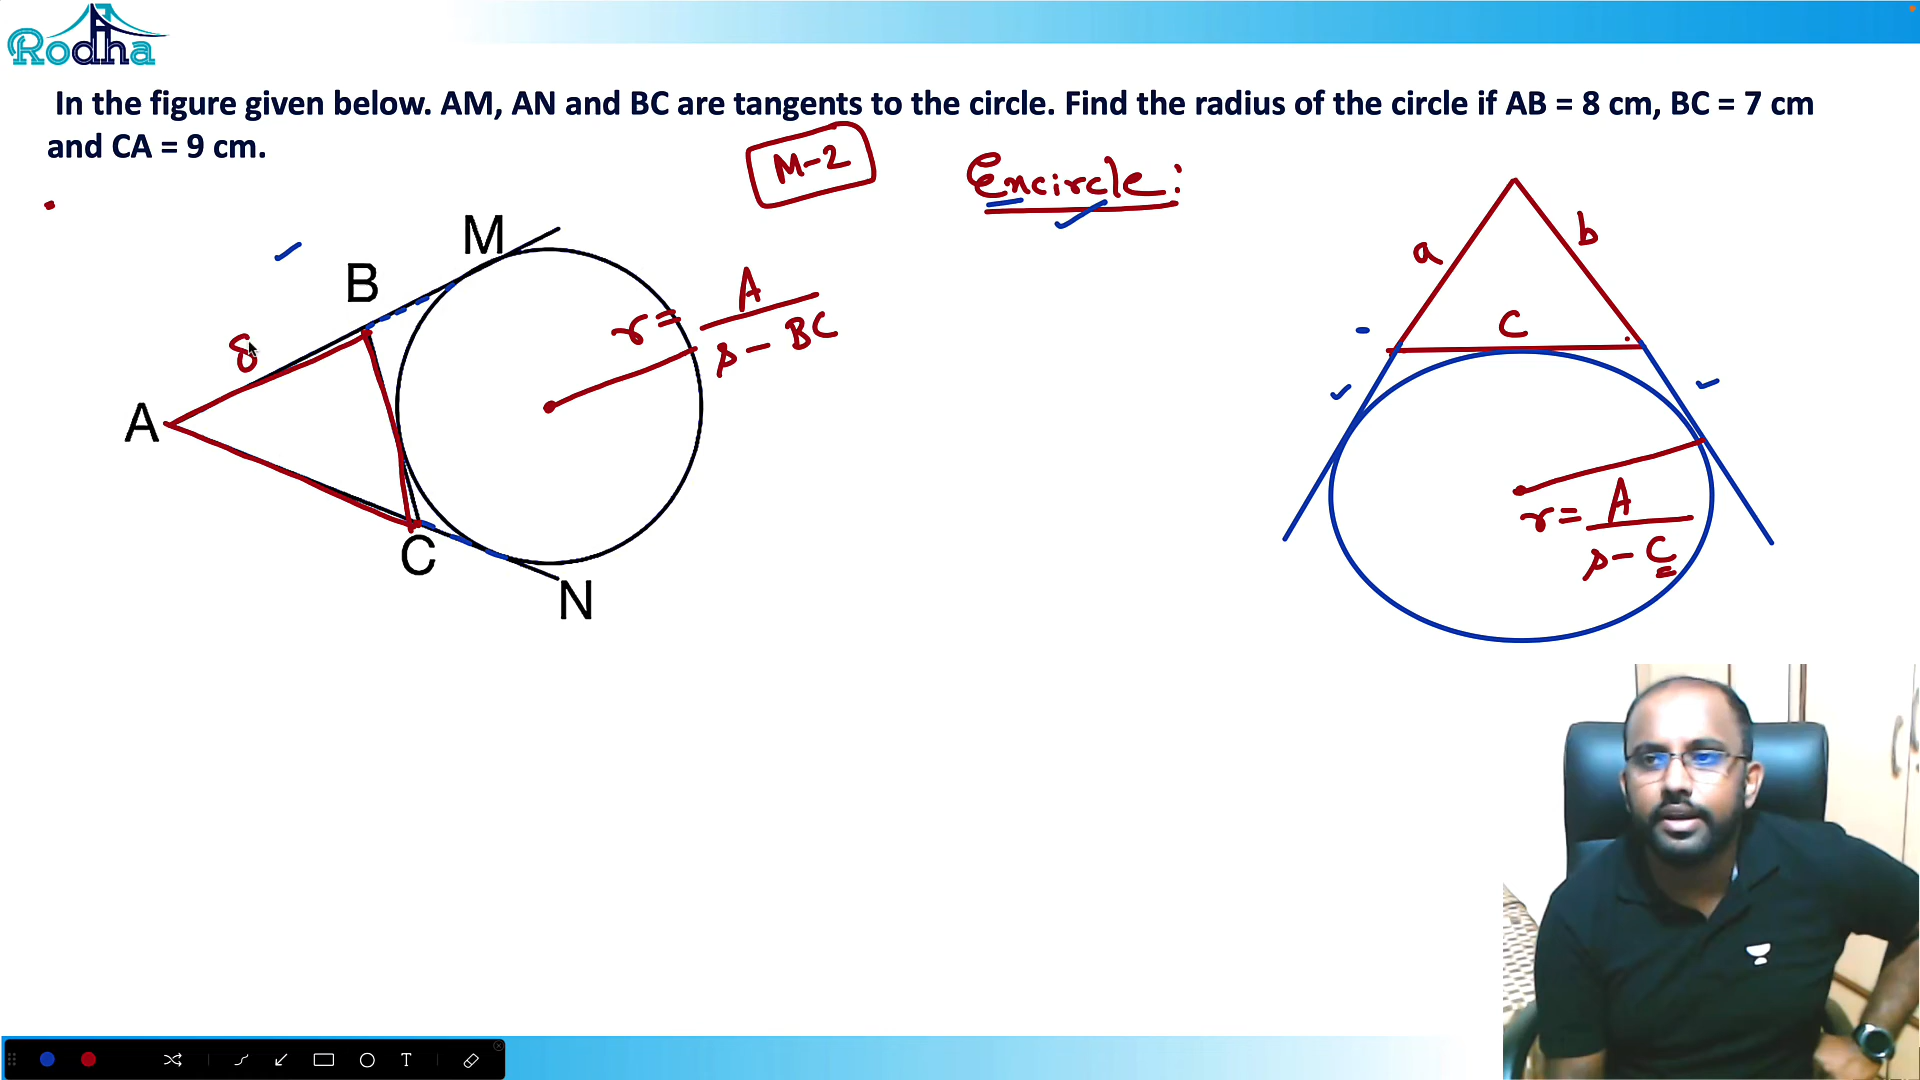 Rodha
In the figure given below. AM, AN and BC are tangents to the circle. Find the radius of the circle if AB = 8 cm, BC = 7 cm
and CA = 9 cm.
M-2
Encircle:
M
B
8
A
C
N
r = A / s - BC
a
b
c
r = A / s - C
T